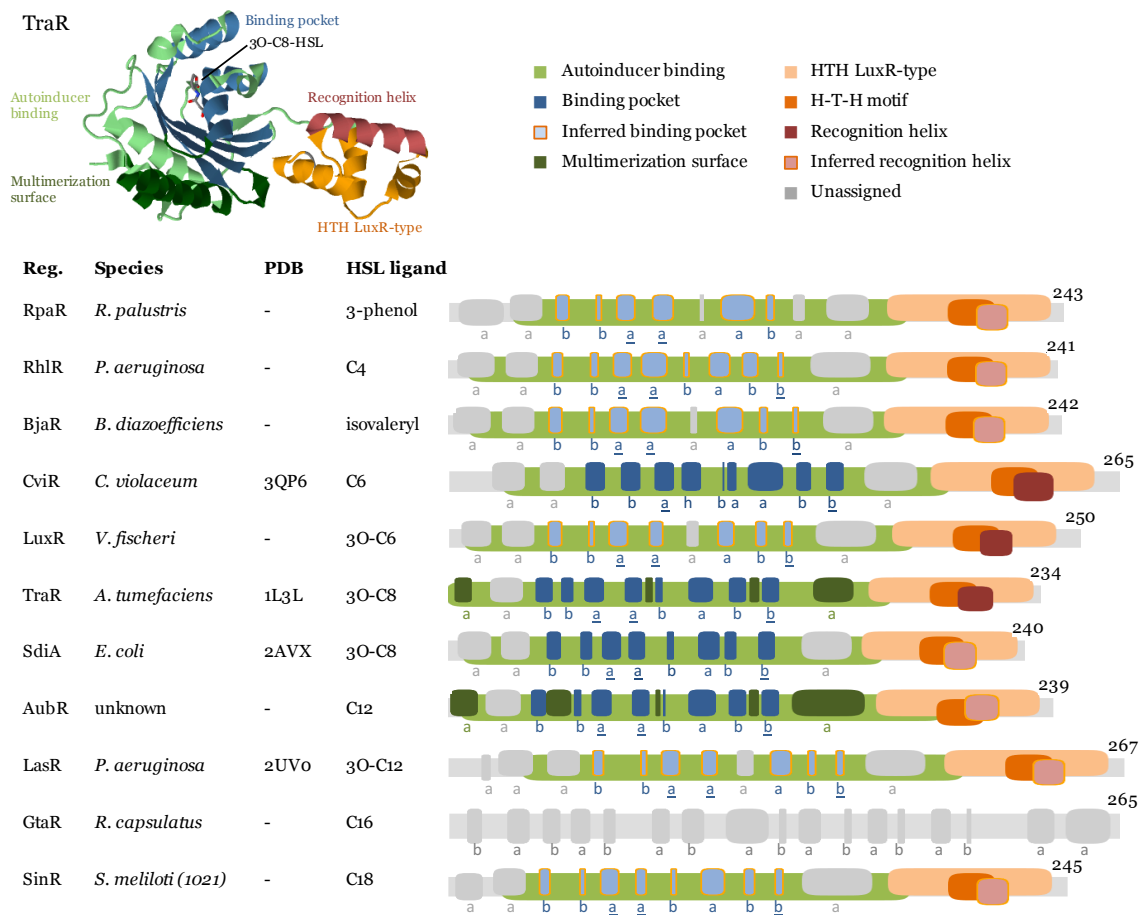 TraR
Binding pocket
3O-C8-HSL
Autoinducer
binding
Recognition helix
Multimerization
surface
HTH LuxR-type
Autoinducer binding
Binding pocket
Inferred binding pocket
Multimerization surface
HTH LuxR-type
H-T-H motif
Recognition helix
Inferred recognition helix
Unassigned
Reg. Species PDB HSL ligand
RpaR R. palustris - 3-phenol 243
a a b b a a a a b a a
RhlR P. aeruginosa - C4 241
a a b b a a b a b b a
BjaR B. diazoefficiens - isovaleryl 242
a a b b a a a a b b a
CviR C. violaceum 3QP6 C6 265
a a b b a h b a a b b a
LuxR V. fischeri - 3O-C6 250
a a b b a a a a b b a
TraR A. tumefaciens 1L3L 3O-C8 234
a a b b a a b a b b a
SdiA E. coli 2AVX 3O-C8 240
a a b b a a b a b b a
AubR unknown - C12 239
a a b a b a a b a b b a
LasR P. aeruginosa 2UV0 3O-C12 267
a a a b b a a a a b b a
GtaR R. capsulatus - C16 265
b a b a b a b a b a b a b a b a a
SinR S. meliloti (1021) - C18 245
a a b b a a b a b b a